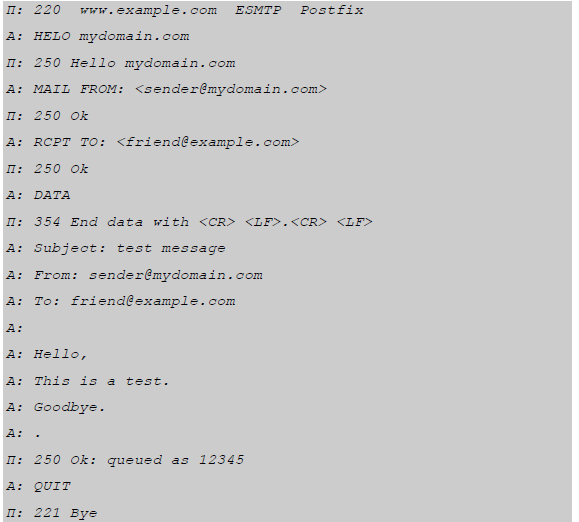 Π: 220 www.example.com ESMTP Postfix
Α: HELO mydomain.com
Π: 250 Hello mydomain.com
Α: MAIL FROM: <sender@mydomain.com>
Π: 250 Ok
Α: RCPT TO: <friend@example.com>
Π: 250 Ok
Α: DATA
Π: 354 End data with <CR> <LF>.<CR> <LF>
Α: Subject: test message
Α: From: sender@mydomain.com
Α: To: friend@example.com
Α:
Α: Hello,
Α: This is a test.
Α: Goodbye.
Α: .
Π: 250 Ok: queued as 12345
Α: QUIT
Π: 221 Bye